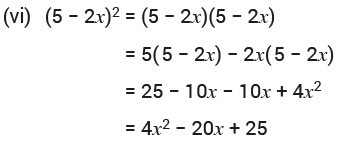 (vi) (5 − 2x)² = (5 − 2x)(5 − 2x)
= 5(5 − 2x) − 2x(5 − 2x)
= 25 − 10x − 10x + 4x²
= 4x² − 20x + 25